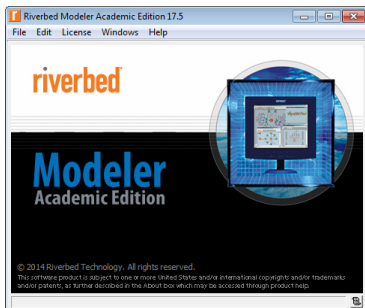 Riverbed Modeler Academic Edition 17.5
File Edit License Windows Help
riverbed
Modeler
Academic Edition
© 2014 Riverbed Technology. All rights reserved.
This software product is subject to one or more United States and/or international copyrights and/or trademarks
and/or patents, as further described in the About box which may be accessed through product help.